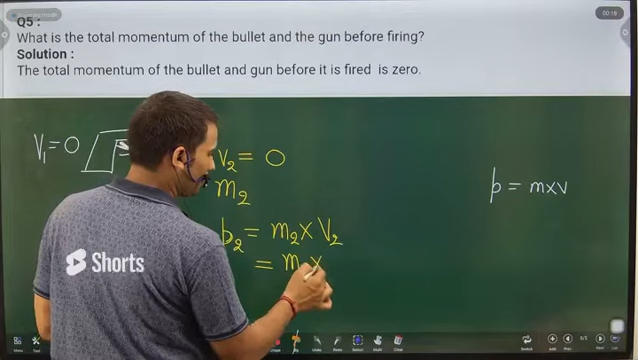 Q5 :
What is the total momentum of the bullet and the gun before firing?
Solution :
The total momentum of the bullet and gun before it is fired is zero.
00:18
V₁ = 0
V₂ = 0
m₂
p = m×v
p₂ = m₂ × V₂
= m ×
Shorts